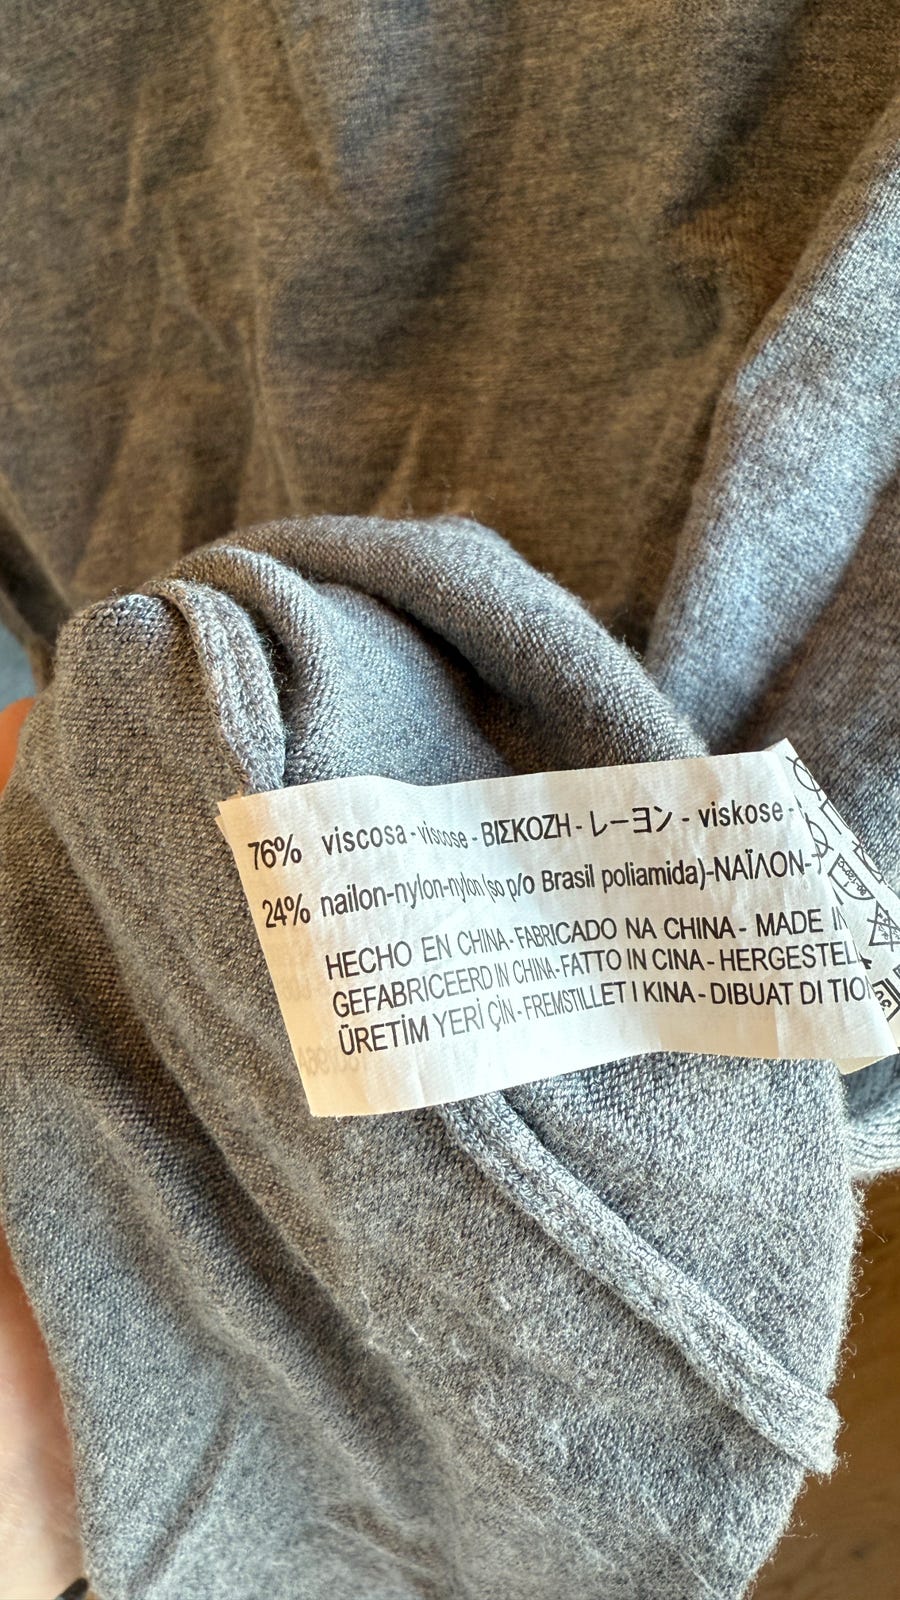 76% viscosa - viscose - ΒΙΣΚΟΖΗ - レーヨン - viskose -
24% nailon-nylon-nylon (so p/o Brasil poliamida)-ΝΑΪΛΟΝ-
HECHO EN CHINA - FABRICADO NA CHINA - MADE IN
GEFABRICEERD IN CHINA - FATTO IN CINA - HERGESTEL
ÜRETİM YERİ ÇİN - FREMSTILLET I KINA - DIBUAT DI TIO